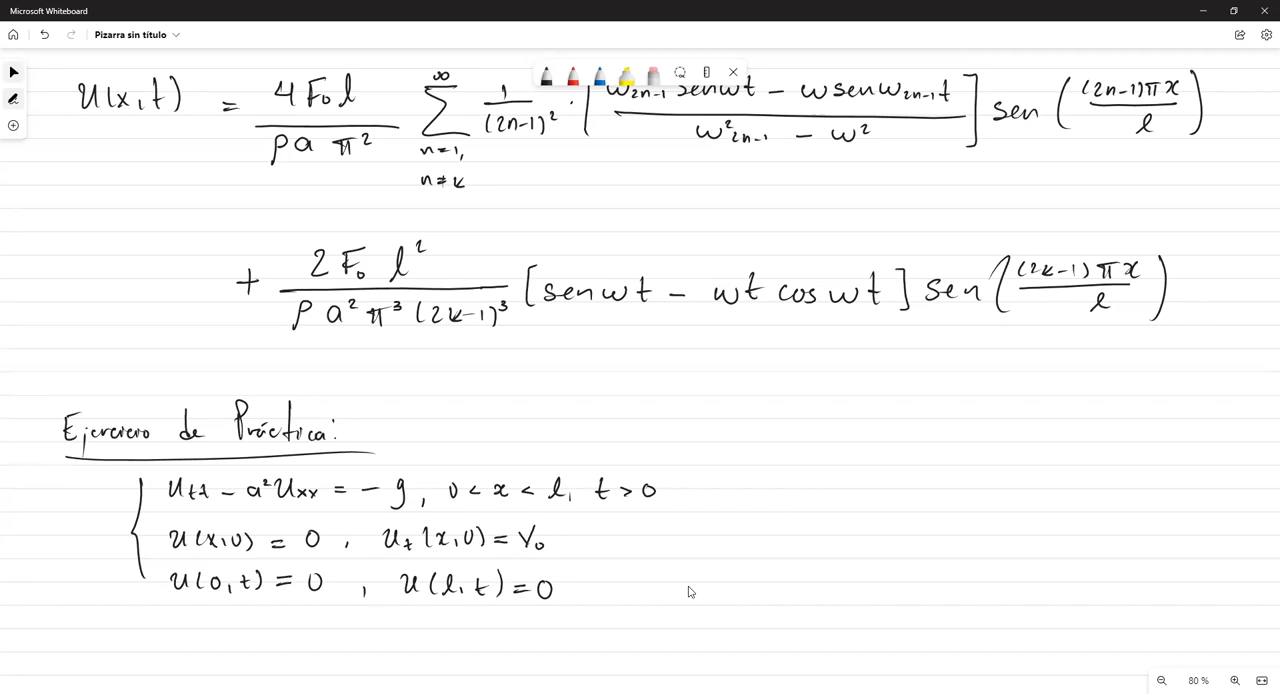 Microsoft Whiteboard
Pizarra sin título
u(x,t) = 4F₀l / ρaπ² ∑_{n=1, n≠k}^{∞} 1/(2n-1)² · [ (ω_{2n-1} sen ωt - ω sen ω_{2n-1}t) / (ω²_{2n-1} - ω²) ] sen ( (2n-1)πx / l )
+ 2F₀l² / ρa²π³(2k-1)³ [sen ωt - ωt cos ωt] sen ( (2k-1)πx / l )
Ejercicio de Práctica:
u_tt - a²u_xx = -g, 0 < x < l, t > 0
u(x,0) = 0, u_t(x,0) = V₀
u(0,t) = 0, u(l,t) = 0
80 %